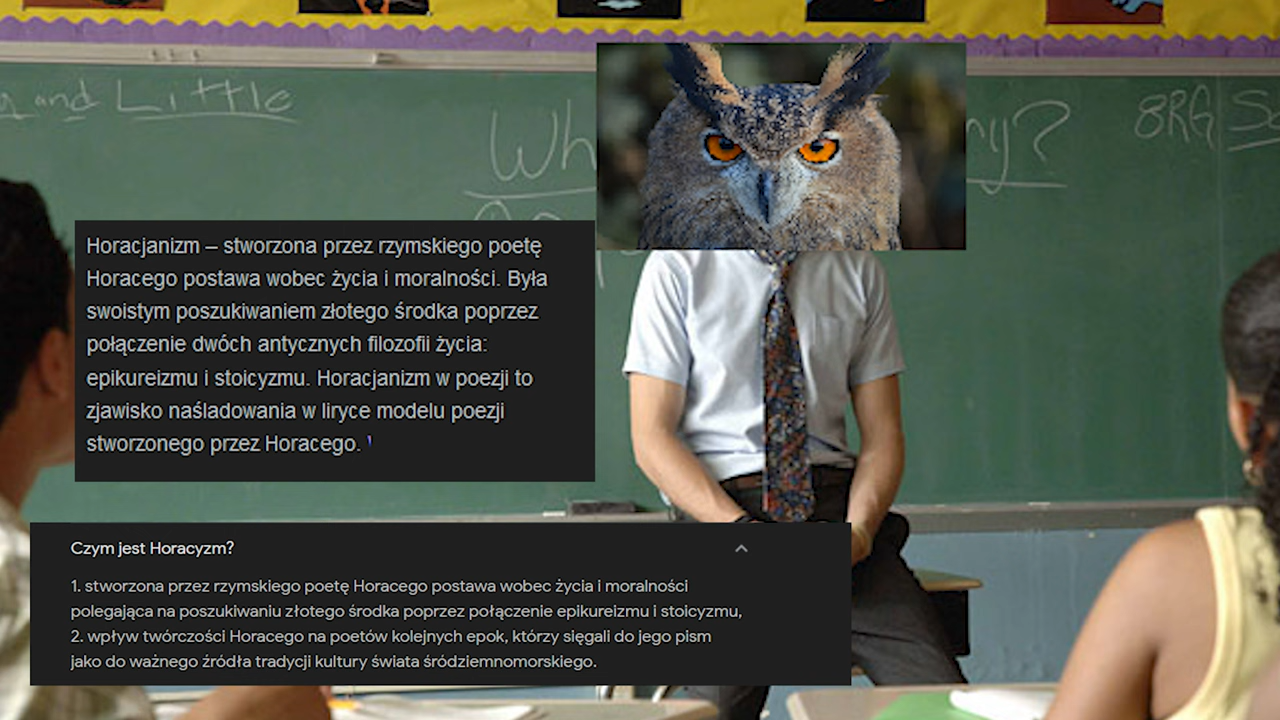 and Little
8RG
Horacjanizm – stworzona przez rzymskiego poetę
Horacego postawa wobec życia i moralności. Była
swoistym poszukiwaniem złotego środka poprzez
połączenie dwóch antycznych filozofii życia:
epikureizmu i stoicyzmu. Horacjanizm w poezji to
zjawisko naśladowania w liryce modelu poezji
stworzonego przez Horacego.
Czym jest Horacyzm?
1. stworzona przez rzymskiego poetę Horacego postawa wobec życia i moralności
polegająca na poszukiwaniu złotego środka poprzez połączenie epikureizmu i stoicyzmu,
2. wpływ twórczości Horacego na poetów kolejnych epok, którzy sięgali do jego pism
jako do ważnego źródła tradycji kultury świata śródziemnomorskiego.